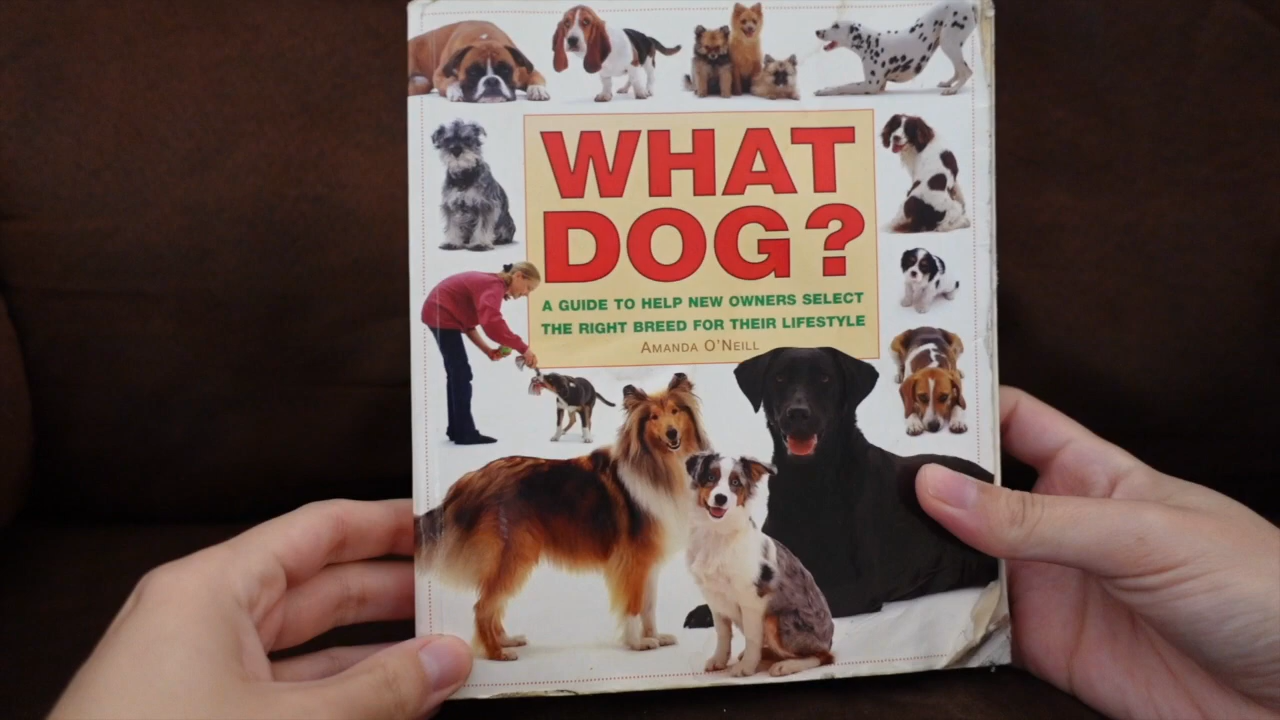 WHAT
DOG?
A GUIDE TO HELP NEW OWNERS SELECT
THE RIGHT BREED FOR THEIR LIFESTYLE
AMANDA O'NEILL